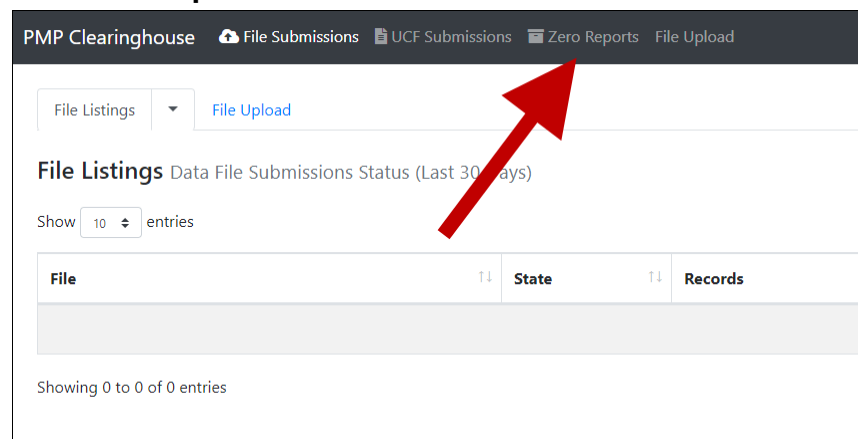 PMP Clearinghouse File Submissions UCF Submissions Zero Reports File Upload
File Listings File Upload
File Listings Data File Submissions Status (Last 30 Days)
Show 10 entries
File State Records
Showing 0 to 0 of 0 entries